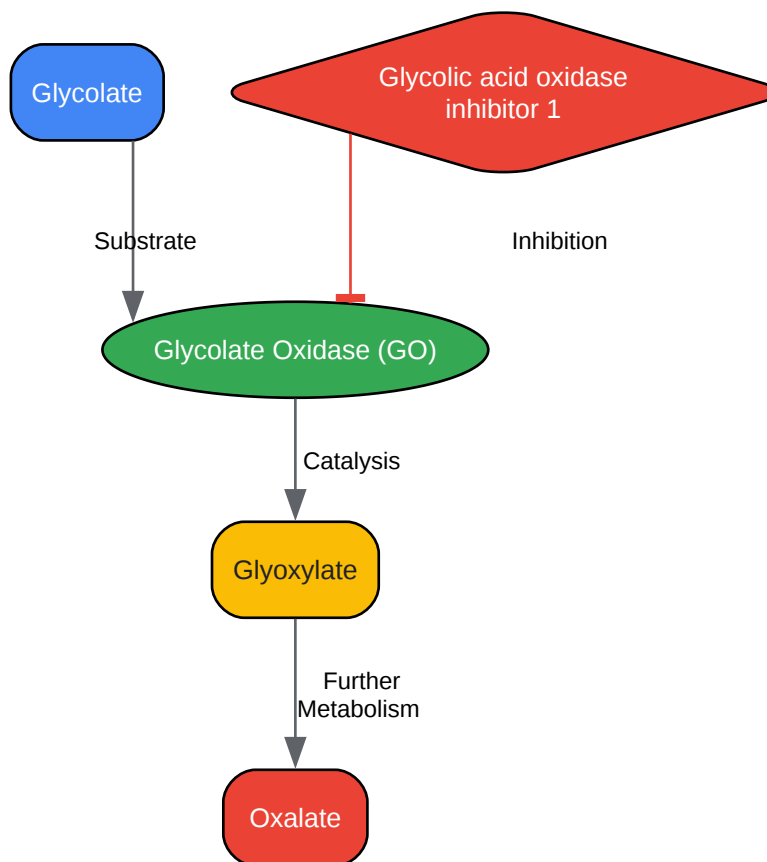 Glycolate
Glycolic acid oxidase
inhibitor 1
Substrate
Inhibition
Glycolate Oxidase (GO)
Catalysis
Glyoxylate
Further
Metabolism
Oxalate